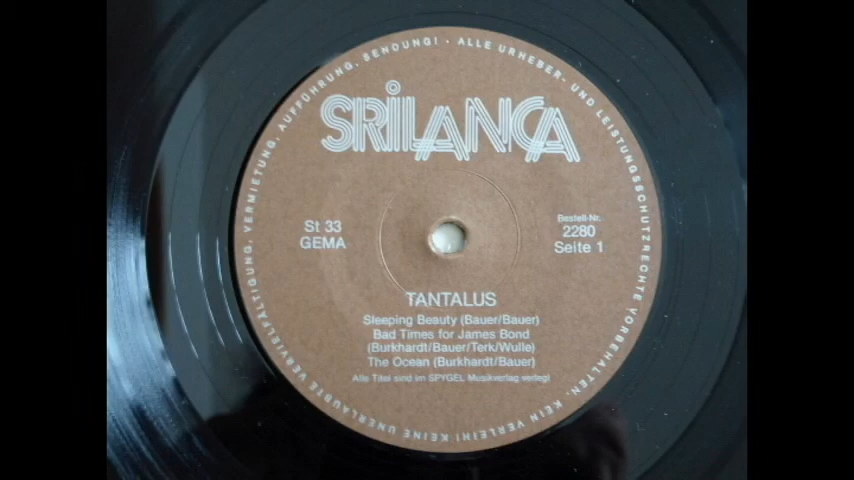 ALLE URHEBER- UND LEISTUNGSSCHUTZRECHTE VORBEHALTEN. KEIN VERLEIH! KEINE UNERLAUBTE VERVIELFÄLTIGUNG, VERMIETUNG, AUFFÜHRUNG, SENDUNG! •
SRILANCA
St 33
GEMA
Bestell-Nr.
2280
Seite 1
TANTALUS
Sleeping Beauty (Bauer/Bauer)
Bad Times for James Bond
(Burkhardt/Bauer/Terk/Wulle)
The Ocean (Burkhardt/Bauer)
Alle Titel sind im SPYGEL Musikverlag verlegt